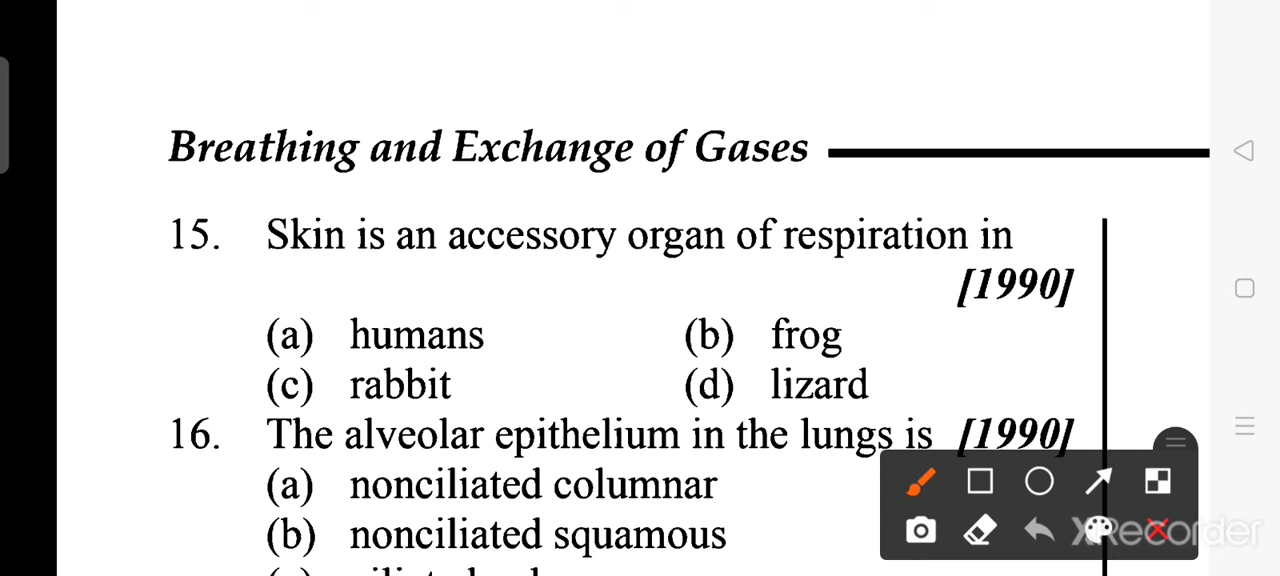 Breathing and Exchange of Gases
15. Skin is an accessory organ of respiration in
[1990]
(a) humans (b) frog
(c) rabbit (d) lizard
16. The alveolar epithelium in the lungs is [1990]
(a) nonciliated columnar
(b) nonciliated squamous
XRecorder